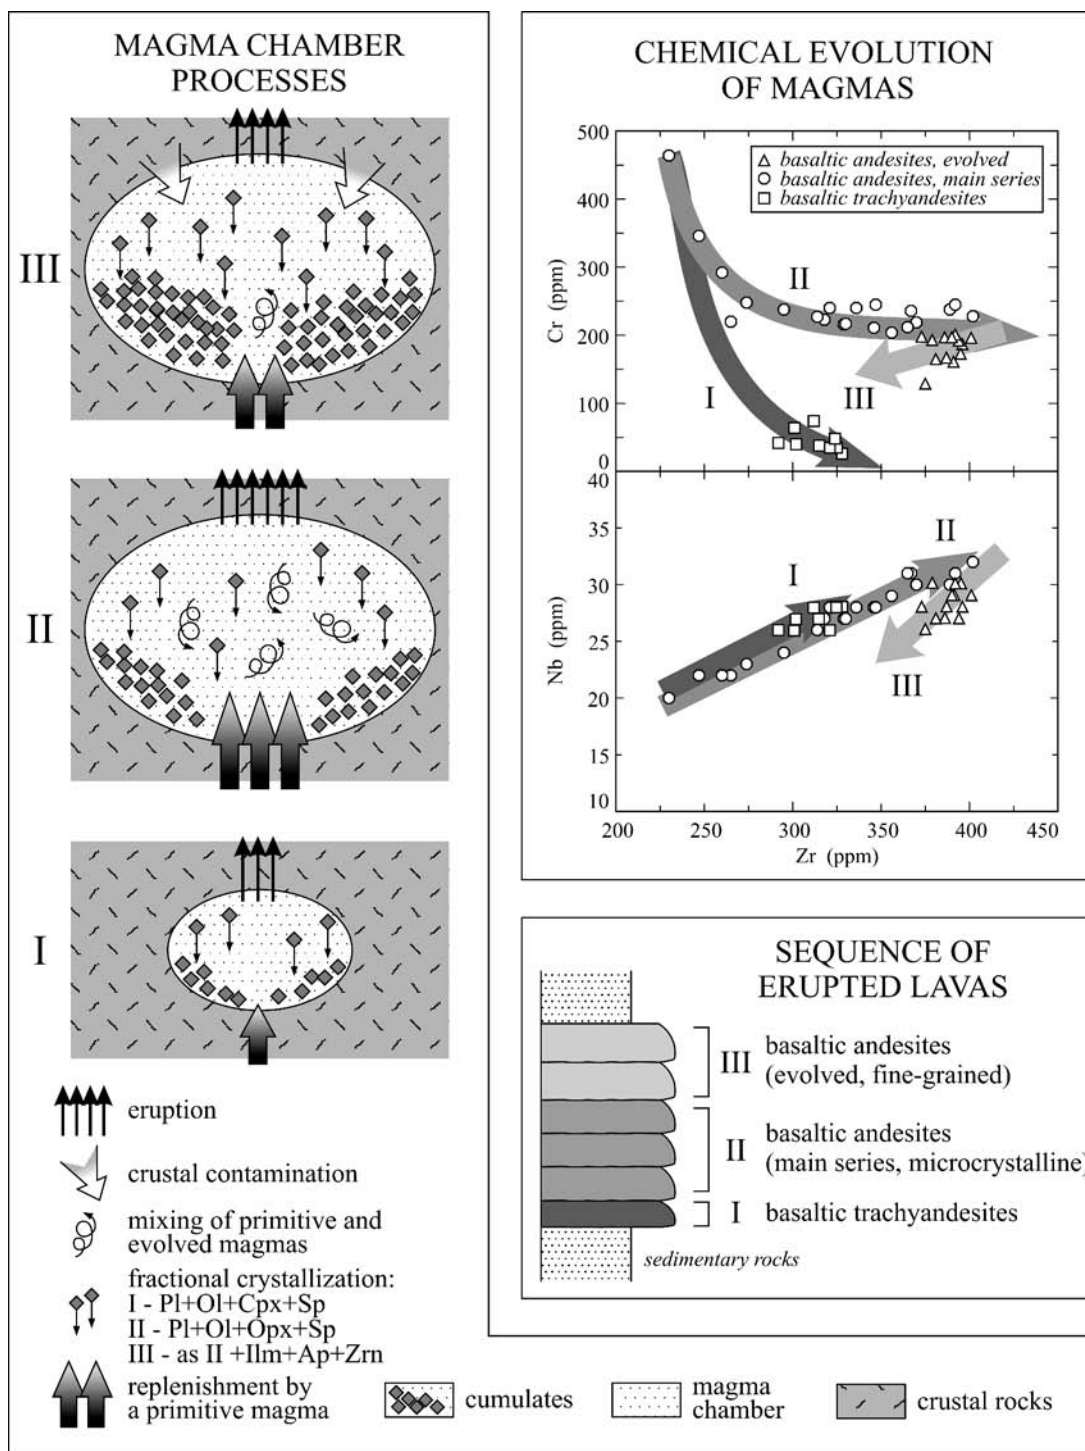 MAGMA CHAMBER
PROCESSES
III
II
I
eruption
crustal contamination
mixing of primitive and
evolved magmas
fractional crystallization:
I - Pl+Ol+Cpx+Sp
II - Pl+Ol+Opx+Sp
III - as II +Ilm+Ap+Zrn
replenishment by
a primitive magma
cumulates
magma
chamber
crustal rocks
CHEMICAL EVOLUTION
OF MAGMAS
basaltic andesites, evolved
basaltic andesites, main series
basaltic trachyandesites
500
400
300
200
100
0
Cr (ppm)
II
I
III
40
35
30
25
20
15
10
Nb (ppm)
II
I
III
200 250 300 350 400 450
Zr (ppm)
SEQUENCE OF
ERUPTED LAVAS
III
basaltic andesites
(evolved, fine-grained)
II
basaltic andesites
(main series, microcrystalline)
I
basaltic trachyandesites
sedimentary rocks